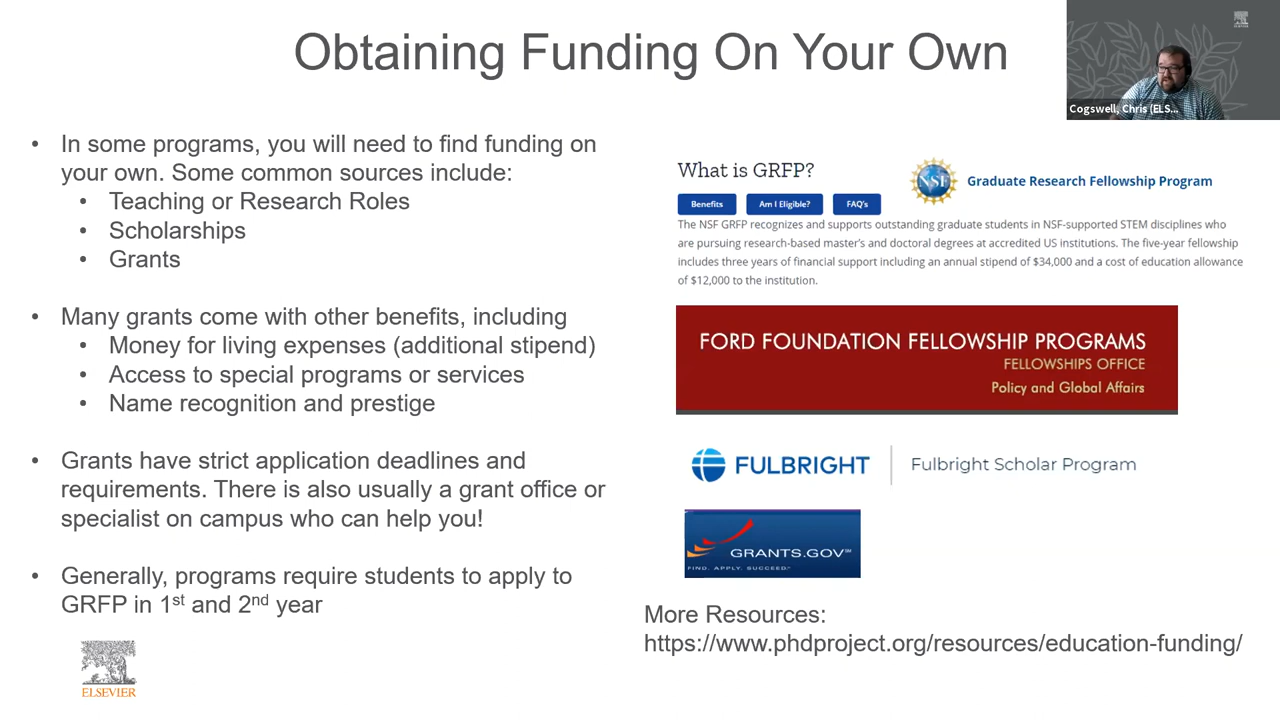 Obtaining Funding On Your Own
• In some programs, you will need to find funding on
your own. Some common sources include:
• Teaching or Research Roles
• Scholarships
• Grants
• Many grants come with other benefits, including
• Money for living expenses (additional stipend)
• Access to special programs or services
• Name recognition and prestige
• Grants have strict application deadlines and
requirements. There is also usually a grant office or
specialist on campus who can help you!
• Generally, programs require students to apply to
GRFP in 1st and 2nd year
ELSEVIER
ELSEVIER
Cogswell, Chris (ELS...
What is GRFP?
NSF
Graduate Research Fellowship Program
Benefits
Am I Eligible?
FAQ's
The NSF GRFP recognizes and supports outstanding graduate students in NSF-supported STEM disciplines who
are pursuing research-based master's and doctoral degrees at accredited US institutions. The five-year fellowship
includes three years of financial support including an annual stipend of $34,000 and a cost of education allowance
of $12,000 to the institution.
FORD FOUNDATION FELLOWSHIP PROGRAMS
FELLOWSHIPS OFFICE
Policy and Global Affairs
FULBRIGHT
Fulbright Scholar Program
GRANTS.GOV℠
FIND. APPLY. SUCCEED.℠
More Resources:
https://www.phdproject.org/resources/education-funding/